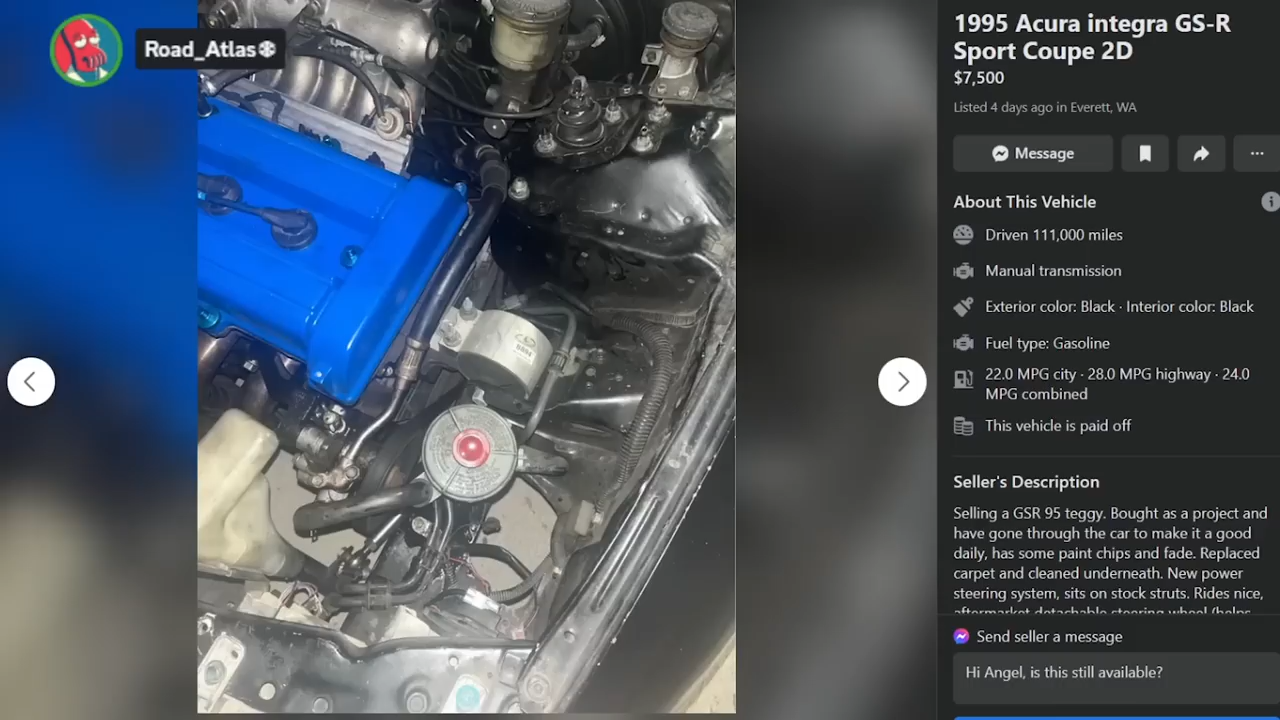 Road_Atlas❄
1995 Acura integra GS-R
Sport Coupe 2D
$7,500
Listed 4 days ago in Everett, WA
Message
About This Vehicle
Driven 111,000 miles
Manual transmission
Exterior color: Black · Interior color: Black
Fuel type: Gasoline
22.0 MPG city · 28.0 MPG highway · 24.0
MPG combined
This vehicle is paid off
Seller's Description
Selling a GSR 95 teggy. Bought as a project and
have gone through the car to make it a good
daily, has some paint chips and fade. Replaced
carpet and cleaned underneath. New power
steering system, sits on stock struts. Rides nice,
aftermarket detachable steering wheel (helps
Send seller a message
Hi Angel, is this still available?